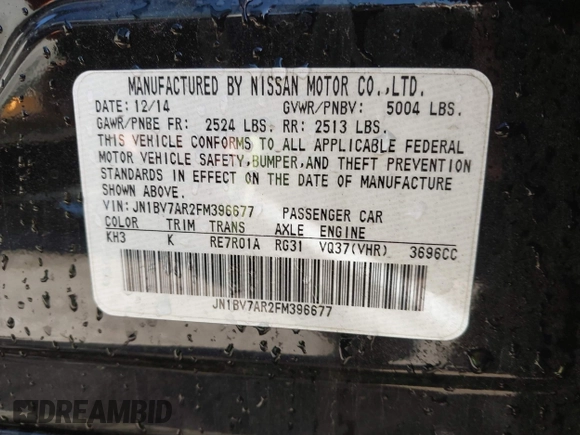 MANUFACTURED BY NISSAN MOTOR CO.,LTD.
DATE: 12/14 GVWR/PNBV: 5004 LBS.
GAWR/PNBE FR: 2524 LBS. RR: 2513 LBS.
THIS VEHICLE CONFORMS TO ALL APPLICABLE FEDERAL
MOTOR VEHICLE SAFETY,BUMPER,AND THEFT PREVENTION
STANDARDS IN EFFECT ON THE DATE OF MANUFACTURE
SHOWN ABOVE.
VIN:JN1BV7AR2FM396677 PASSENGER CAR
COLOR TRIM TRANS AXLE ENGINE
KH3 K RE7R01A RG31 VQ37(VHR) 3696CC
JN1BV7AR2FM396677
DREAMBID